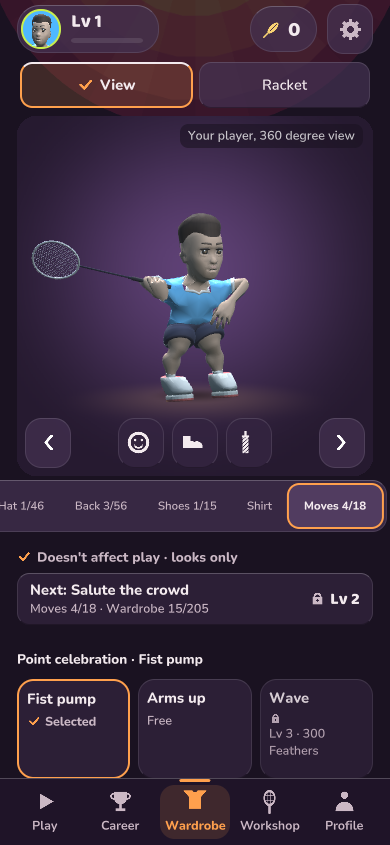 Lv 1
0
View
Racket
Your player, 360 degree view
Hat 1/46
Back 3/56
Shoes 1/15
Shirt
Moves 4/18
Doesn't affect play · looks only
Next: Salute the crowd
Moves 4/18 · Wardrobe 15/205
Lv 2
Point celebration · Fist pump
Fist pump
Selected
Arms up
Free
Wave
Lv 3 · 300
Feathers
Play
Career
Wardrobe
Workshop
Profile